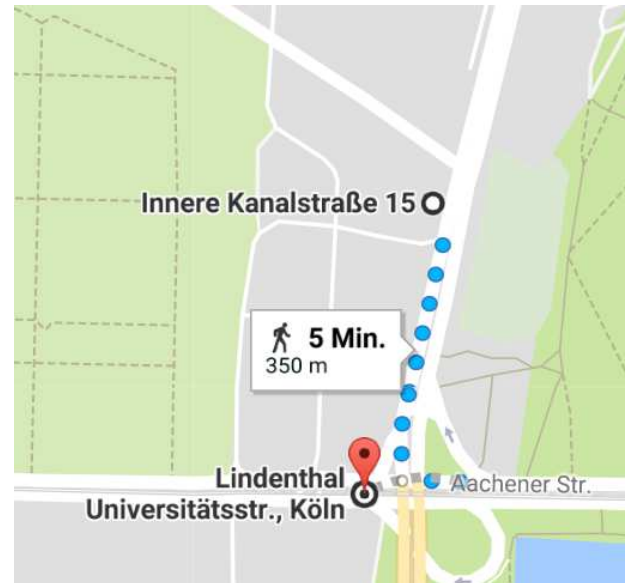 Innere Kanalstraße 15
5 Min.
350 m
Lindenthal
Universitätsstr., Köln
Aachener Str.